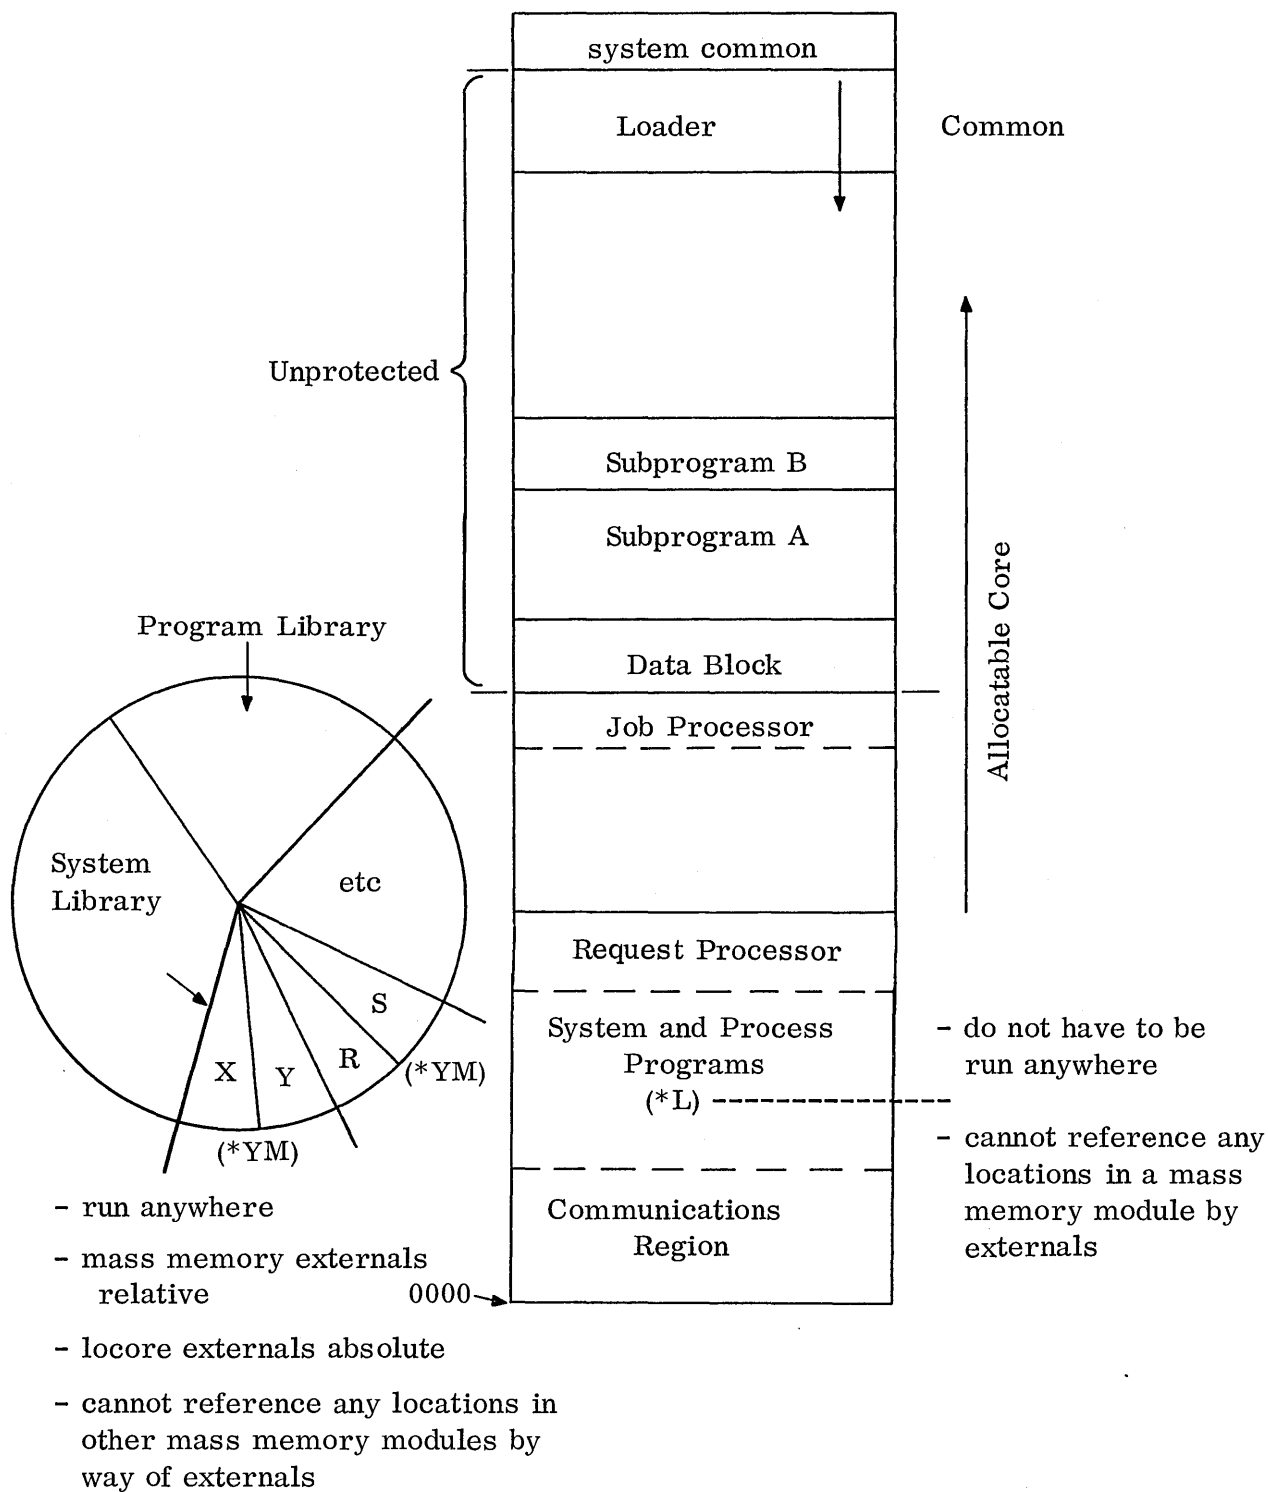 system common
Loader
Common
Unprotected
Subprogram B
Subprogram A
Data Block
Job Processor
Allocatable Core
Program Library
System
Library
etc
S
R
Y
X
(*YM)
(*YM)
Request Processor
System and Process
Programs
(*L)
- do not have to be
run anywhere
- cannot reference any
locations in a mass
memory module by
externals
Communications
Region
0000
- run anywhere
- mass memory externals
relative
- locore externals absolute
- cannot reference any locations in
other mass memory modules by
way of externals